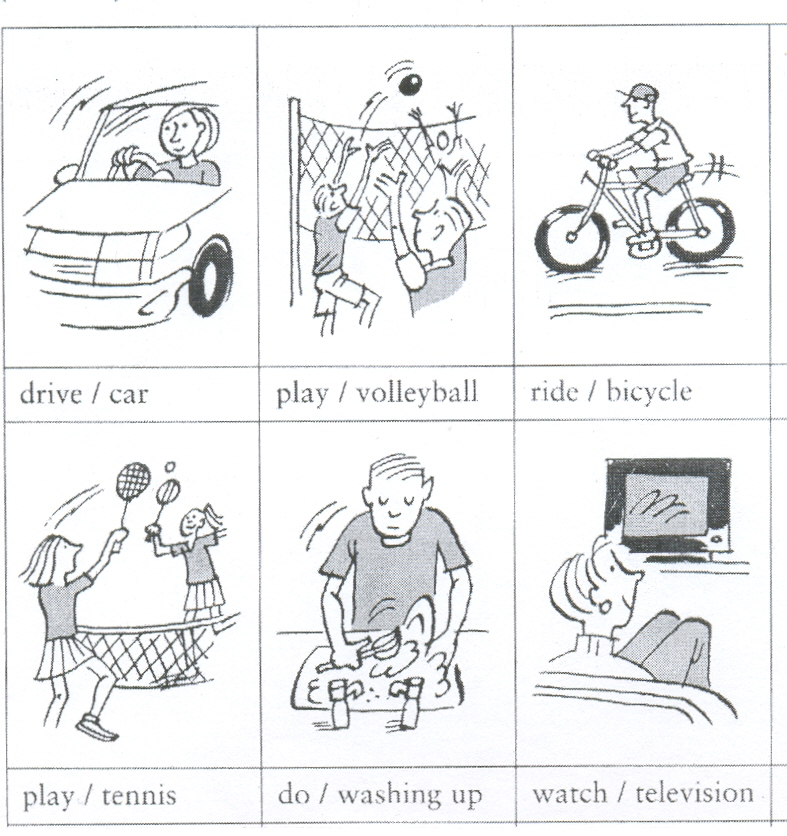 drive / car
play / volleyball
ride / bicycle
play / tennis
do / washing up
watch / television